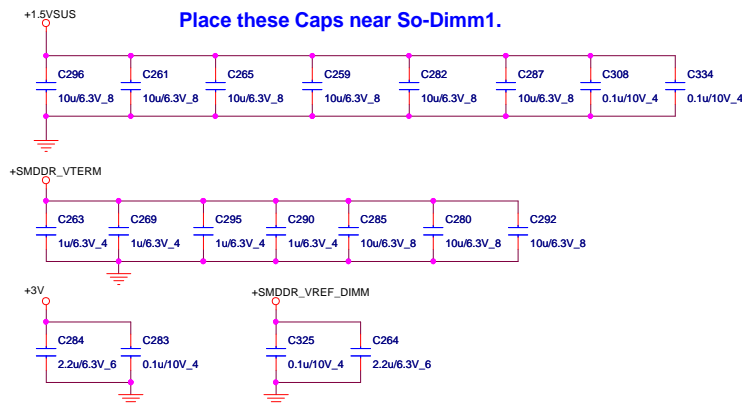 +1.5VSUS
Place these Caps near So-Dimm1.
C296 C261 C265 C259 C282 C287 C308 C334
10u/6.3V_8 10u/6.3V_8 10u/6.3V_8 10u/6.3V_8 10u/6.3V_8 10u/6.3V_8 0.1u/10V_4 0.1u/10V_4
+SMDDR_VTERM
C263 C269 C295 C290 C285 C280 C292
1u/6.3V_4 1u/6.3V_4 1u/6.3V_4 1u/6.3V_4 10u/6.3V_8 10u/6.3V_8 10u/6.3V_8
+3V +SMDDR_VREF_DIMM
C284 C283 C325 C264
2.2u/6.3V_6 0.1u/10V_4 0.1u/10V_4 2.2u/6.3V_6